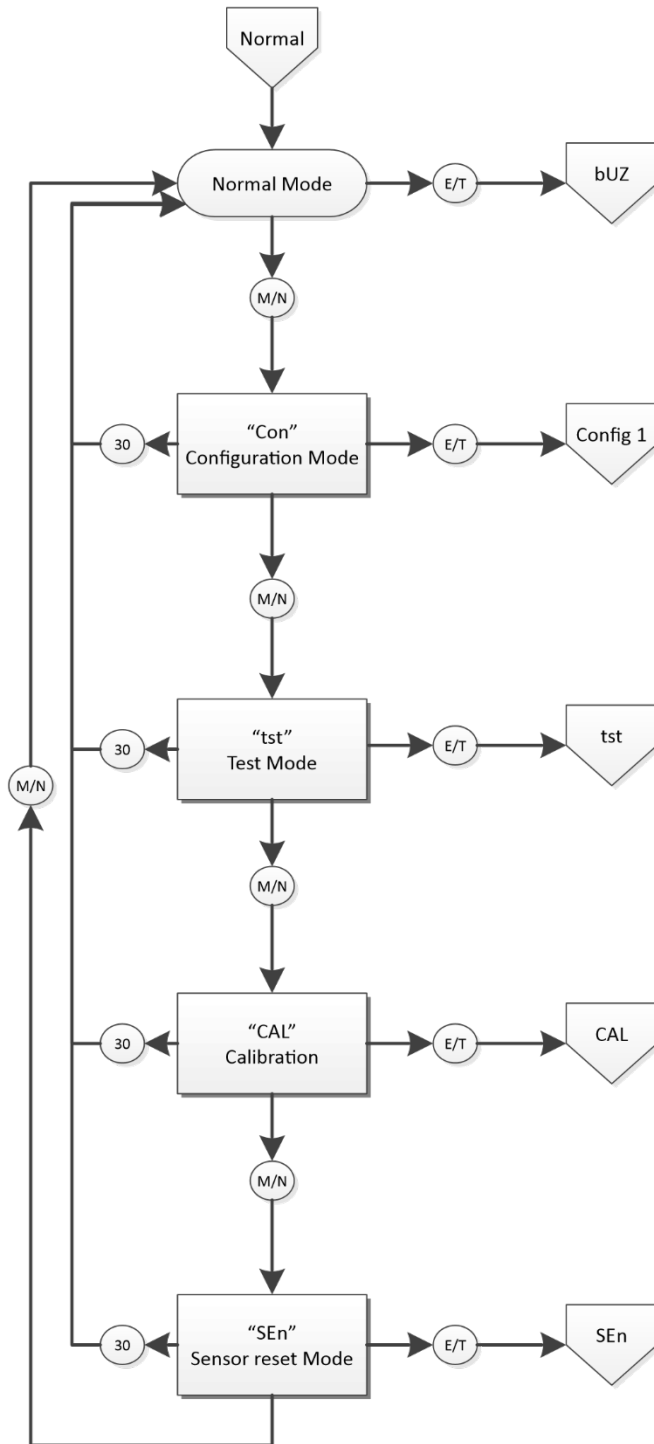 Normal
Normal Mode
E/T
bUZ
M/N
30
“Con”
Configuration Mode
E/T
Config 1
M/N
30
“tst”
Test Mode
E/T
tst
M/N
M/N
30
“CAL”
Calibration
E/T
CAL
M/N
30
“SEn”
Sensor reset Mode
E/T
SEn